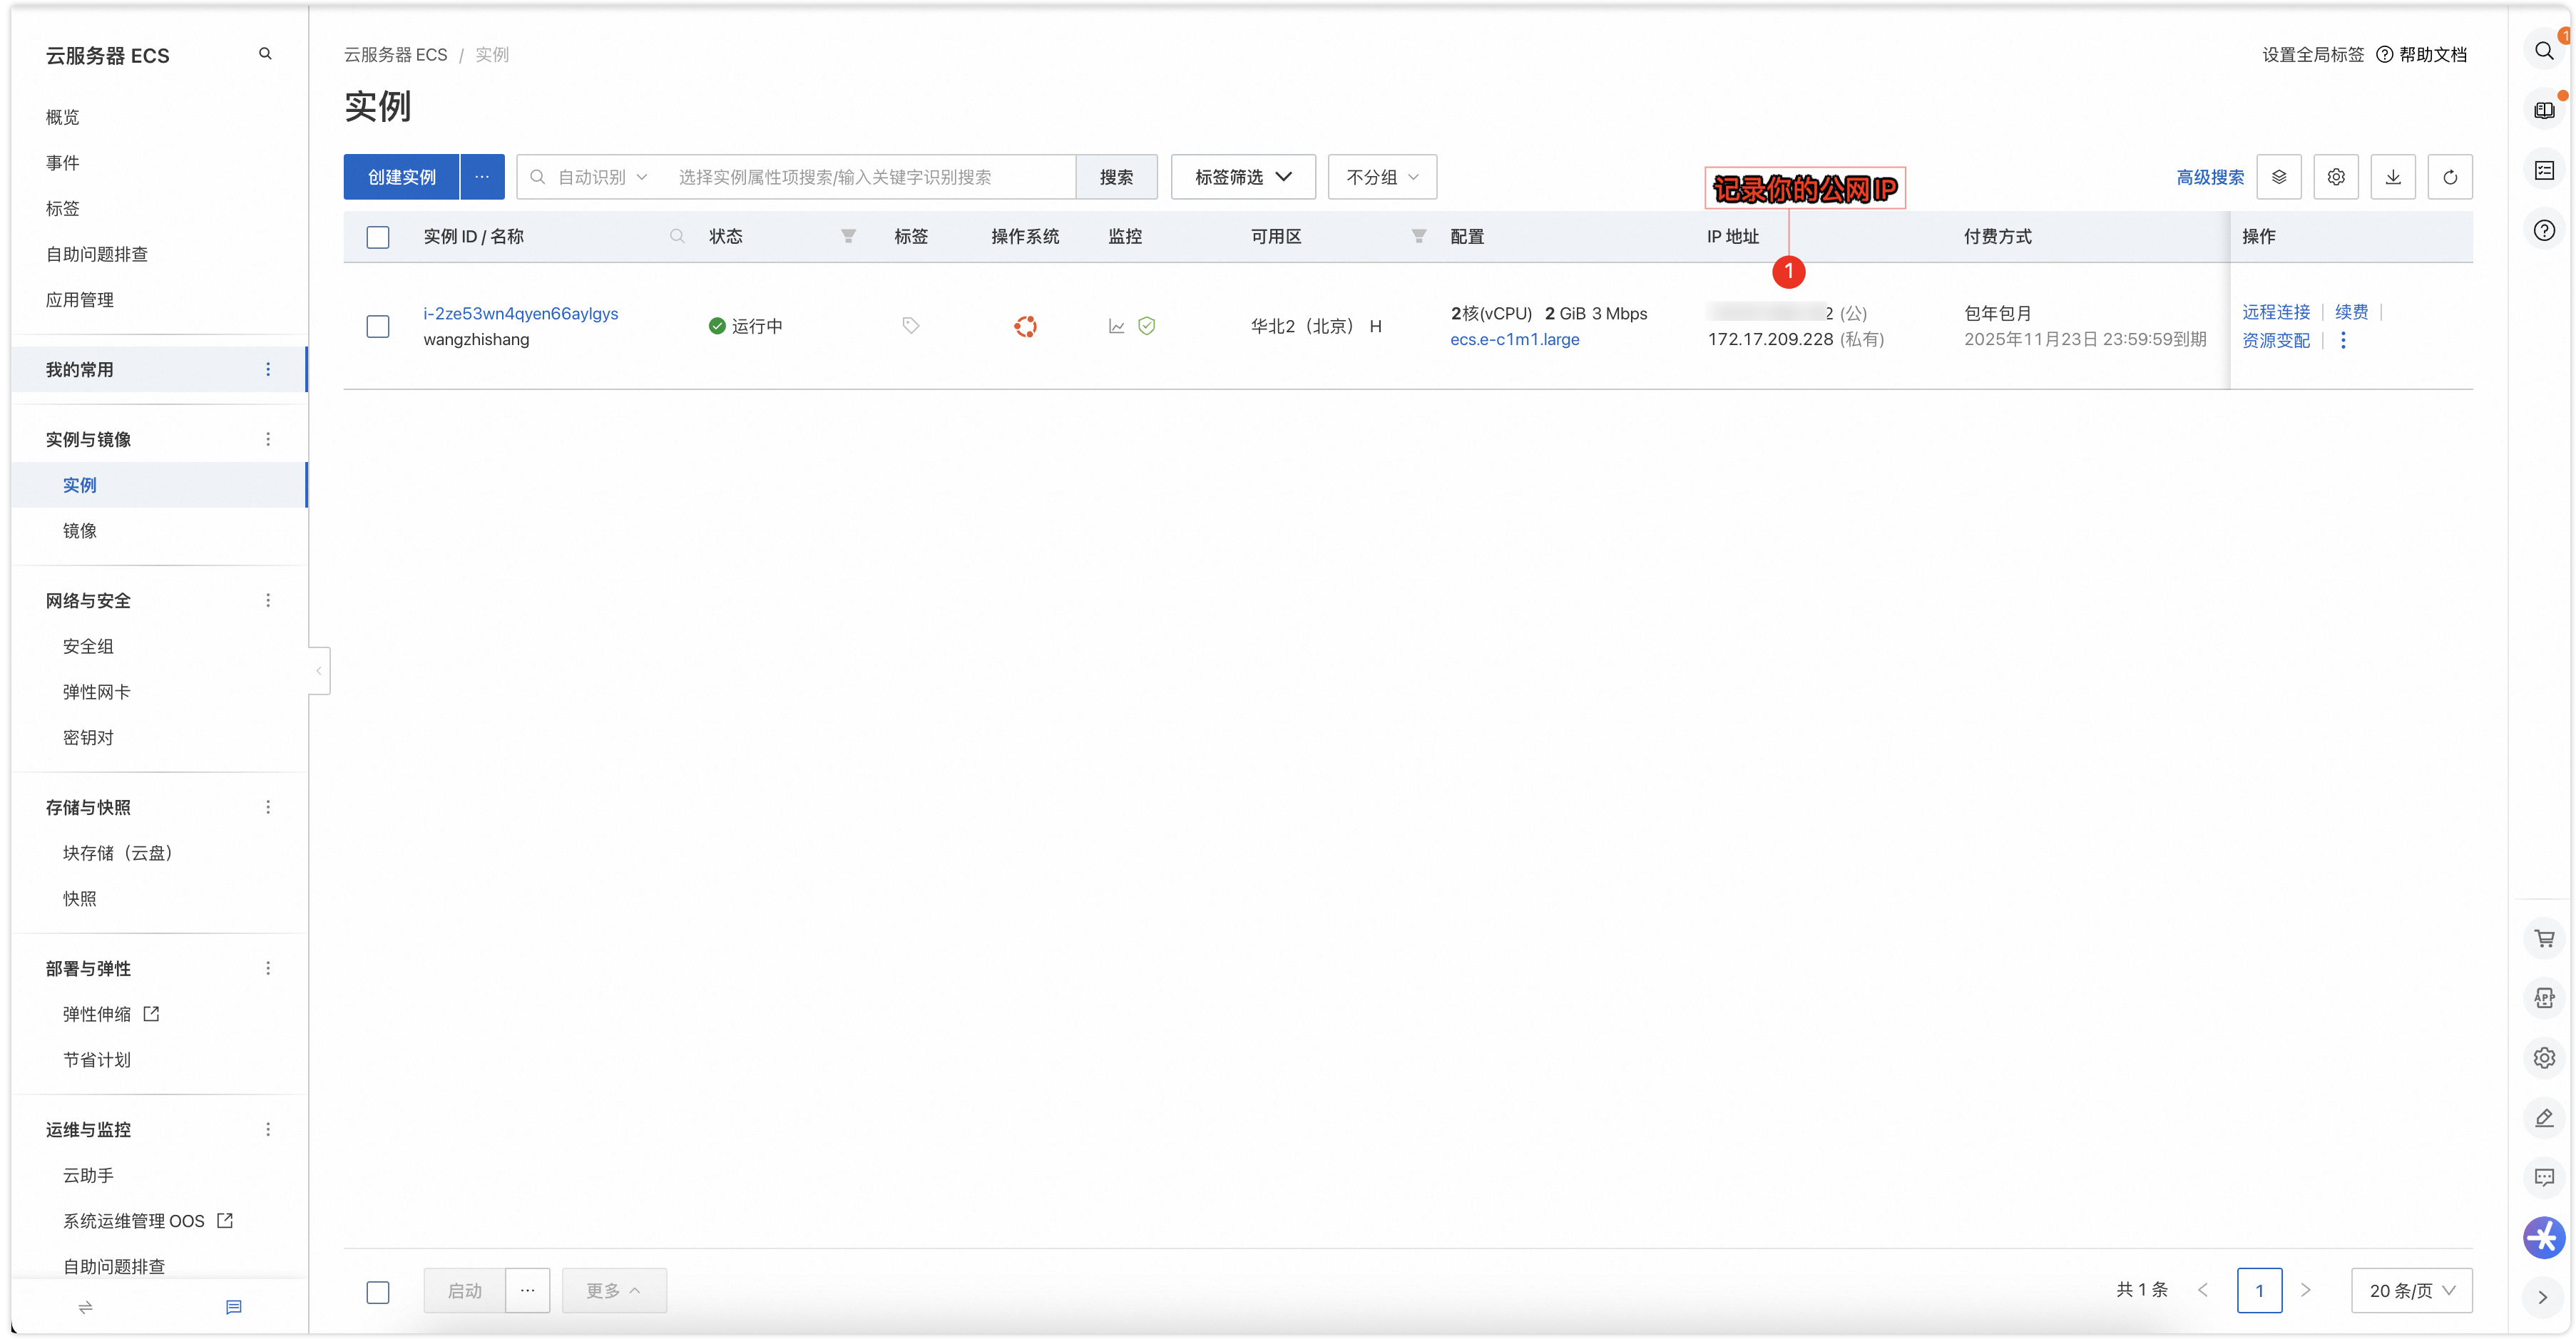 云服务器 ECS
概览
事件
标签
自助问题排查
应用管理
我的常用
实例与镜像
实例
镜像
网络与安全
安全组
弹性网卡
密钥对
存储与快照
块存储（云盘）
快照
部署与弹性
弹性伸缩
节省计划
运维与监控
云助手
系统运维管理 OOS
自助问题排查
云服务器 ECS / 实例
设置全局标签 帮助文档
实例
创建实例 ... 自动识别 选择实例属性项搜索/输入关键字识别搜索 搜索 标签筛选 不分组 高级搜索
记录你的公网IP
1
实例 ID / 名称 状态 标签 操作系统 监控 可用区 配置 IP 地址 付费方式 操作
i-2ze53wn4qyen66aylgys 2核(vCPU) 2 GiB 3 Mbps 2 (公) 包年包月 远程连接 续费
运行中 华北2（北京） H
wangzhishang ecs.e-c1m1.large 172.17.209.228 (私有) 2025年11月23日 23:59:59到期 资源变配
启动 ... 更多 共 1 条 1 20 条/页
1
APP